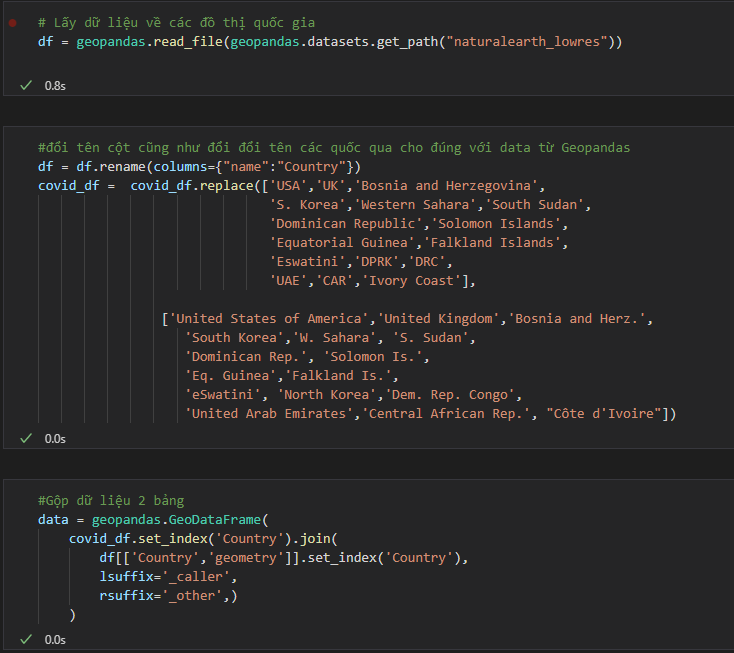 # Lấy dữ liệu về các đồ thị quốc gia
df = geopandas.read_file(geopandas.datasets.get_path("naturalearth_lowres"))
0.8s
#đổi tên cột cũng như đổi đổi tên các quốc qua cho đúng với data từ Geopandas
df = df.rename(columns={"name":"Country"})
covid_df =  covid_df.replace(['USA','UK','Bosnia and Herzegovina',
'S. Korea','Western Sahara','South Sudan',
'Dominican Republic','Solomon Islands',
'Equatorial Guinea','Falkland Islands',
'Eswatini','DPRK','DRC',
'UAE','CAR','Ivory Coast'],
['United States of America','United Kingdom','Bosnia and Herz.',
'South Korea','W. Sahara', 'S. Sudan',
'Dominican Rep.', 'Solomon Is.',
'Eq. Guinea','Falkland Is.',
'eSwatini', 'North Korea','Dem. Rep. Congo',
'United Arab Emirates','Central African Rep.', "Côte d'Ivoire"])
0.0s
#Gộp dữ liệu 2 bảng
data = geopandas.GeoDataFrame(
covid_df.set_index('Country').join(
df[['Country','geometry']].set_index('Country'),
lsuffix='_caller',
rsuffix='_other',)
)
0.0s